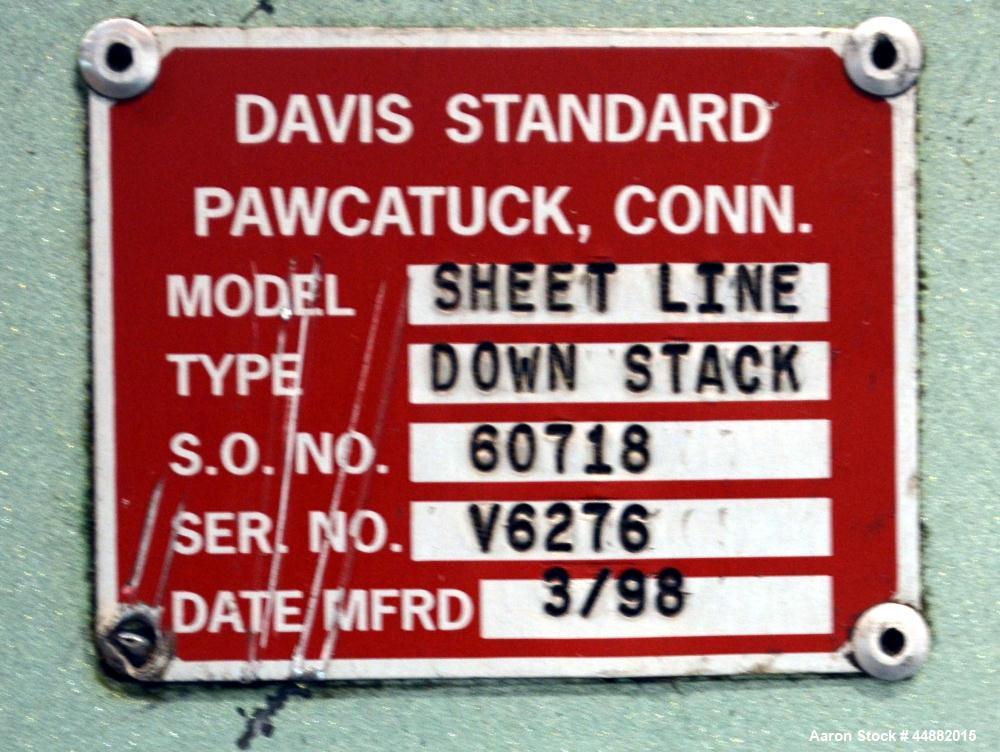 DAVIS STANDARD
PAWCATUCK, CONN.
MODEL SHEET LINE
TYPE DOWN STACK
S.O. NO. 60718
SER. NO. V6276
DATE MFRD 3/98
Aaron Stock # 44882015